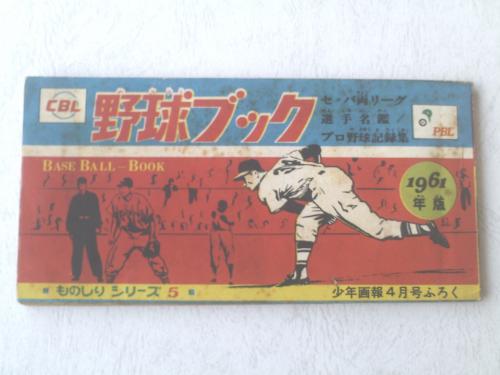 CBL
野球ブック
セ・パ両リーグ
選手名鑑/
プロ野球記録集
PBL
BASE BALL-BOOK
1961
年版
ものしりシリーズ 5
少年画報4月号ふろく